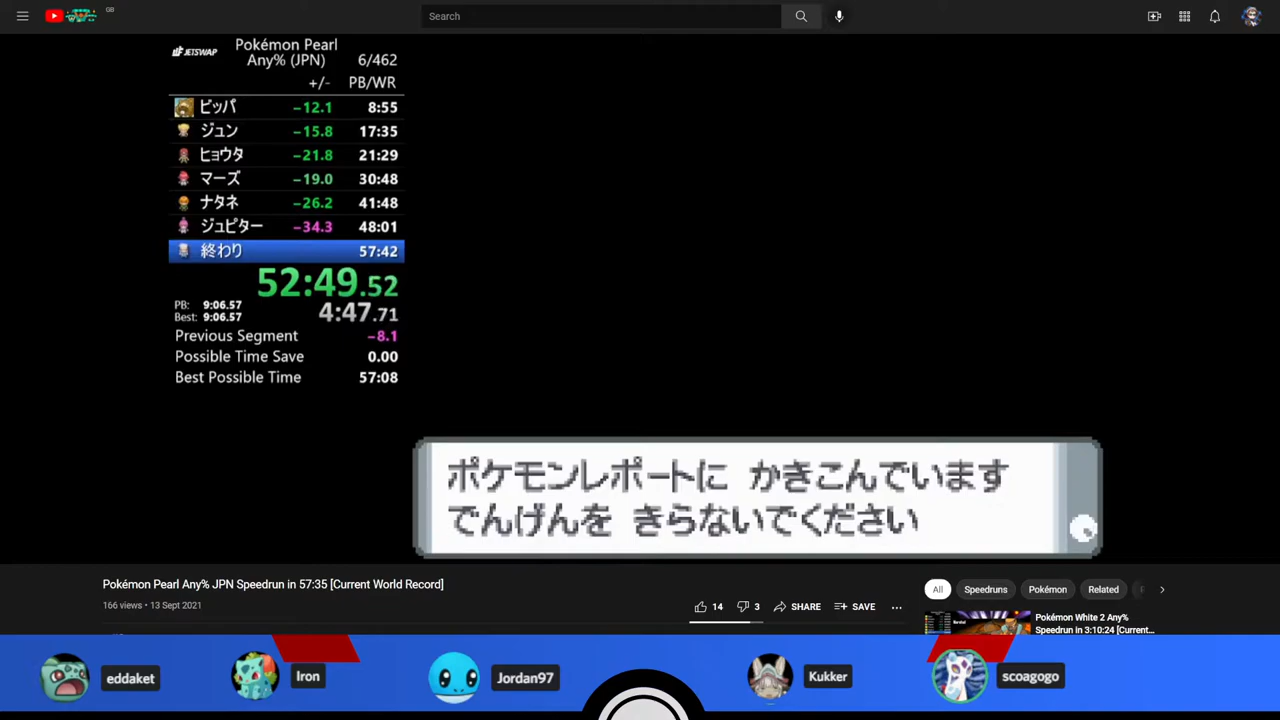 GB
Search
JETSWAP
Pokémon Pearl
Any% (JPN) 6/462
+/- PB/WR
ビッパ −12.1 8:55
ジュン −15.8 17:35
ヒョウタ −21.8 21:29
マーズ −19.0 30:48
ナタネ −26.2 41:48
ジュピター −34.3 48:01
終わり 57:42
52:49.52
PB: 9:06.57
Best: 9:06.57
4:47.71
Previous Segment −8.1
Possible Time Save 0.00
Best Possible Time 57:08
ポケモンレポートに かきこんでいます
でんげんを きらないでください
Pokémon Pearl Any% JPN Speedrun in 57:35 [Current World Record]
166 views • 13 Sept 2021
14 3 SHARE SAVE
All Speedruns Pokémon Related
Pokémon White 2 Any%
Speedrun in 3:10:24 [Current...
eddaket
Iron
Jordan97
Kukker
scoagogo